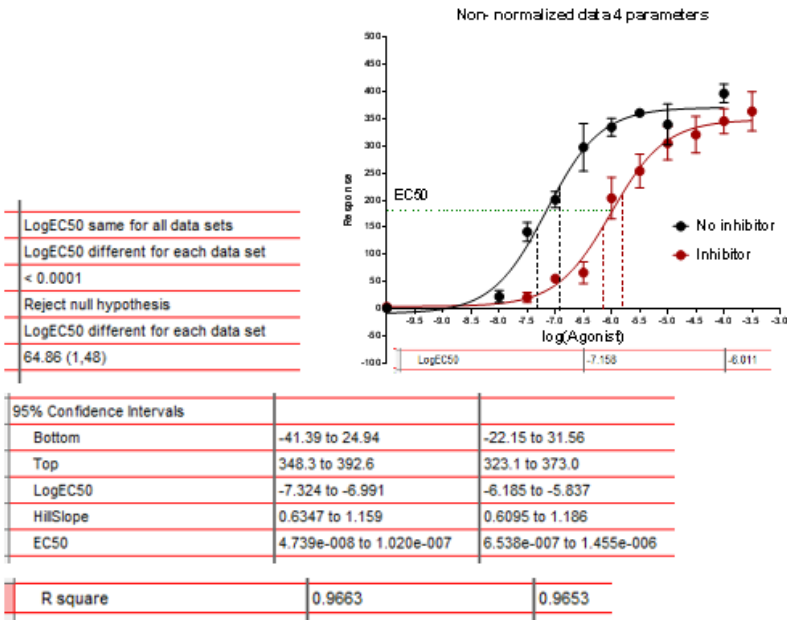 Non- normalized data 4 parameters
500
450
400
350
300
250
200
150
100
50
0
-50
-100
Response
EC50
No inhibitor
Inhibitor
-9.5 -9.0 -8.5 -8.0 -7.5 -7.0 -6.5 -6.0 -5.5 -5.0 -4.5 -4.0 -3.5 -3.0
log(Agonist)
LogEC50 -7.158 -6.011
LogEC50 same for all data sets
LogEC50 different for each data set
< 0.0001
Reject null hypothesis
LogEC50 different for each data set
64.86 (1,48)
95% Confidence Intervals
Bottom -41.39 to 24.94 -22.15 to 31.56
Top 348.3 to 392.6 323.1 to 373.0
LogEC50 -7.324 to -6.991 -6.185 to -5.837
HillSlope 0.6347 to 1.159 0.6095 to 1.186
EC50 4.739e-008 to 1.020e-007 6.538e-007 to 1.455e-006
R square 0.9663 0.9653